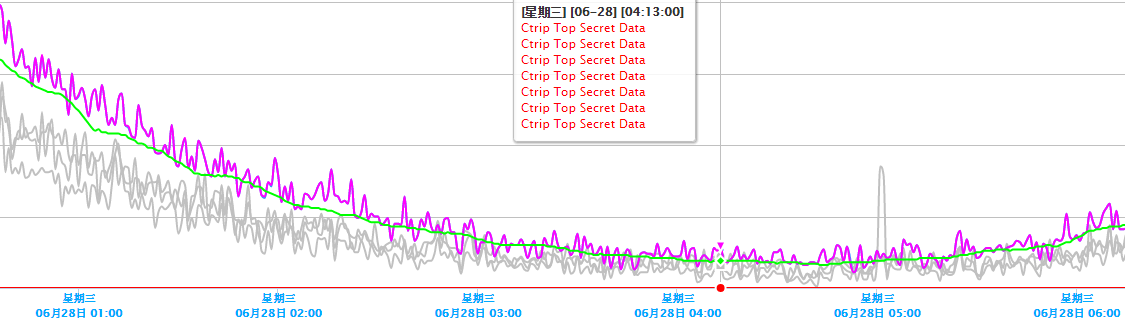 [星期三] [06-28] [04:13:00]
Ctrip Top Secret Data
Ctrip Top Secret Data
Ctrip Top Secret Data
Ctrip Top Secret Data
Ctrip Top Secret Data
Ctrip Top Secret Data
Ctrip Top Secret Data
星期三 星期三 星期三 星期三 星期三 星期三
06月28日 01:00 06月28日 02:00 06月28日 03:00 06月28日 04:00 06月28日 05:00 06月28日 06:00